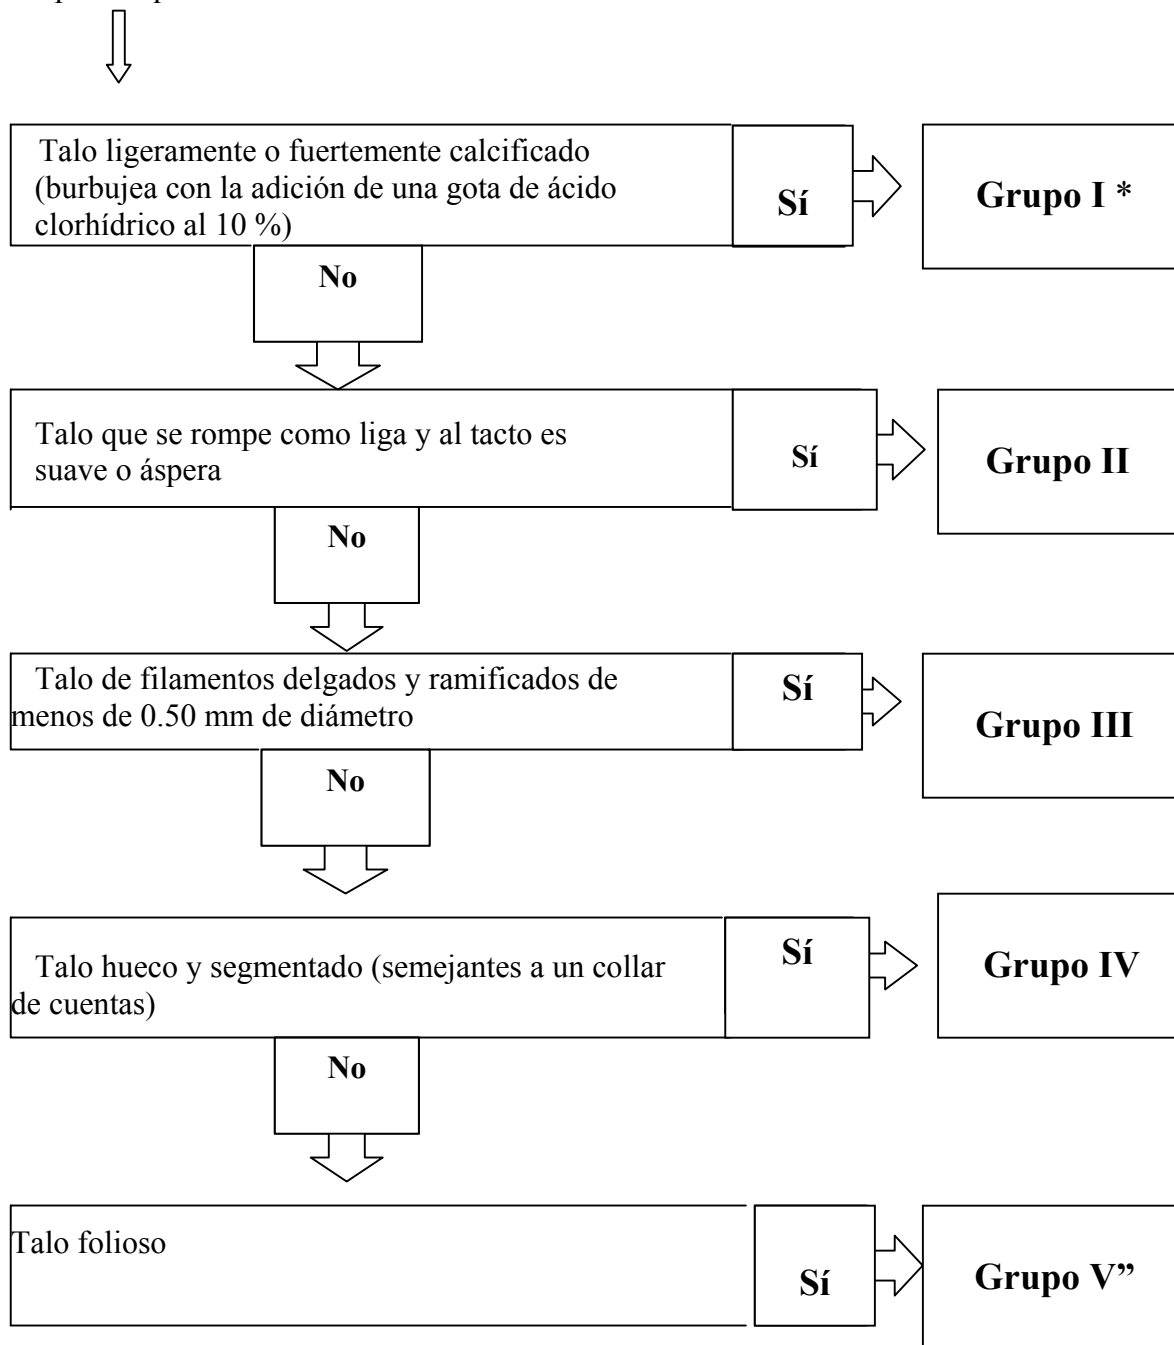 Talo ligeramente o fuertemente calcificado
(burbujea con la adición de una gota de ácido
clorhídrico al 10 %)
Sí
Grupo I *
No
Talo que se rompe como liga y al tacto es
suave o áspera
Sí
Grupo II
No
Talo de filamentos delgados y ramificados de
menos de 0.50 mm de diámetro
Sí
Grupo III
No
Talo hueco y segmentado (semejantes a un collar
de cuentas)
Sí
Grupo IV
No
Talo folioso
Sí
Grupo V”